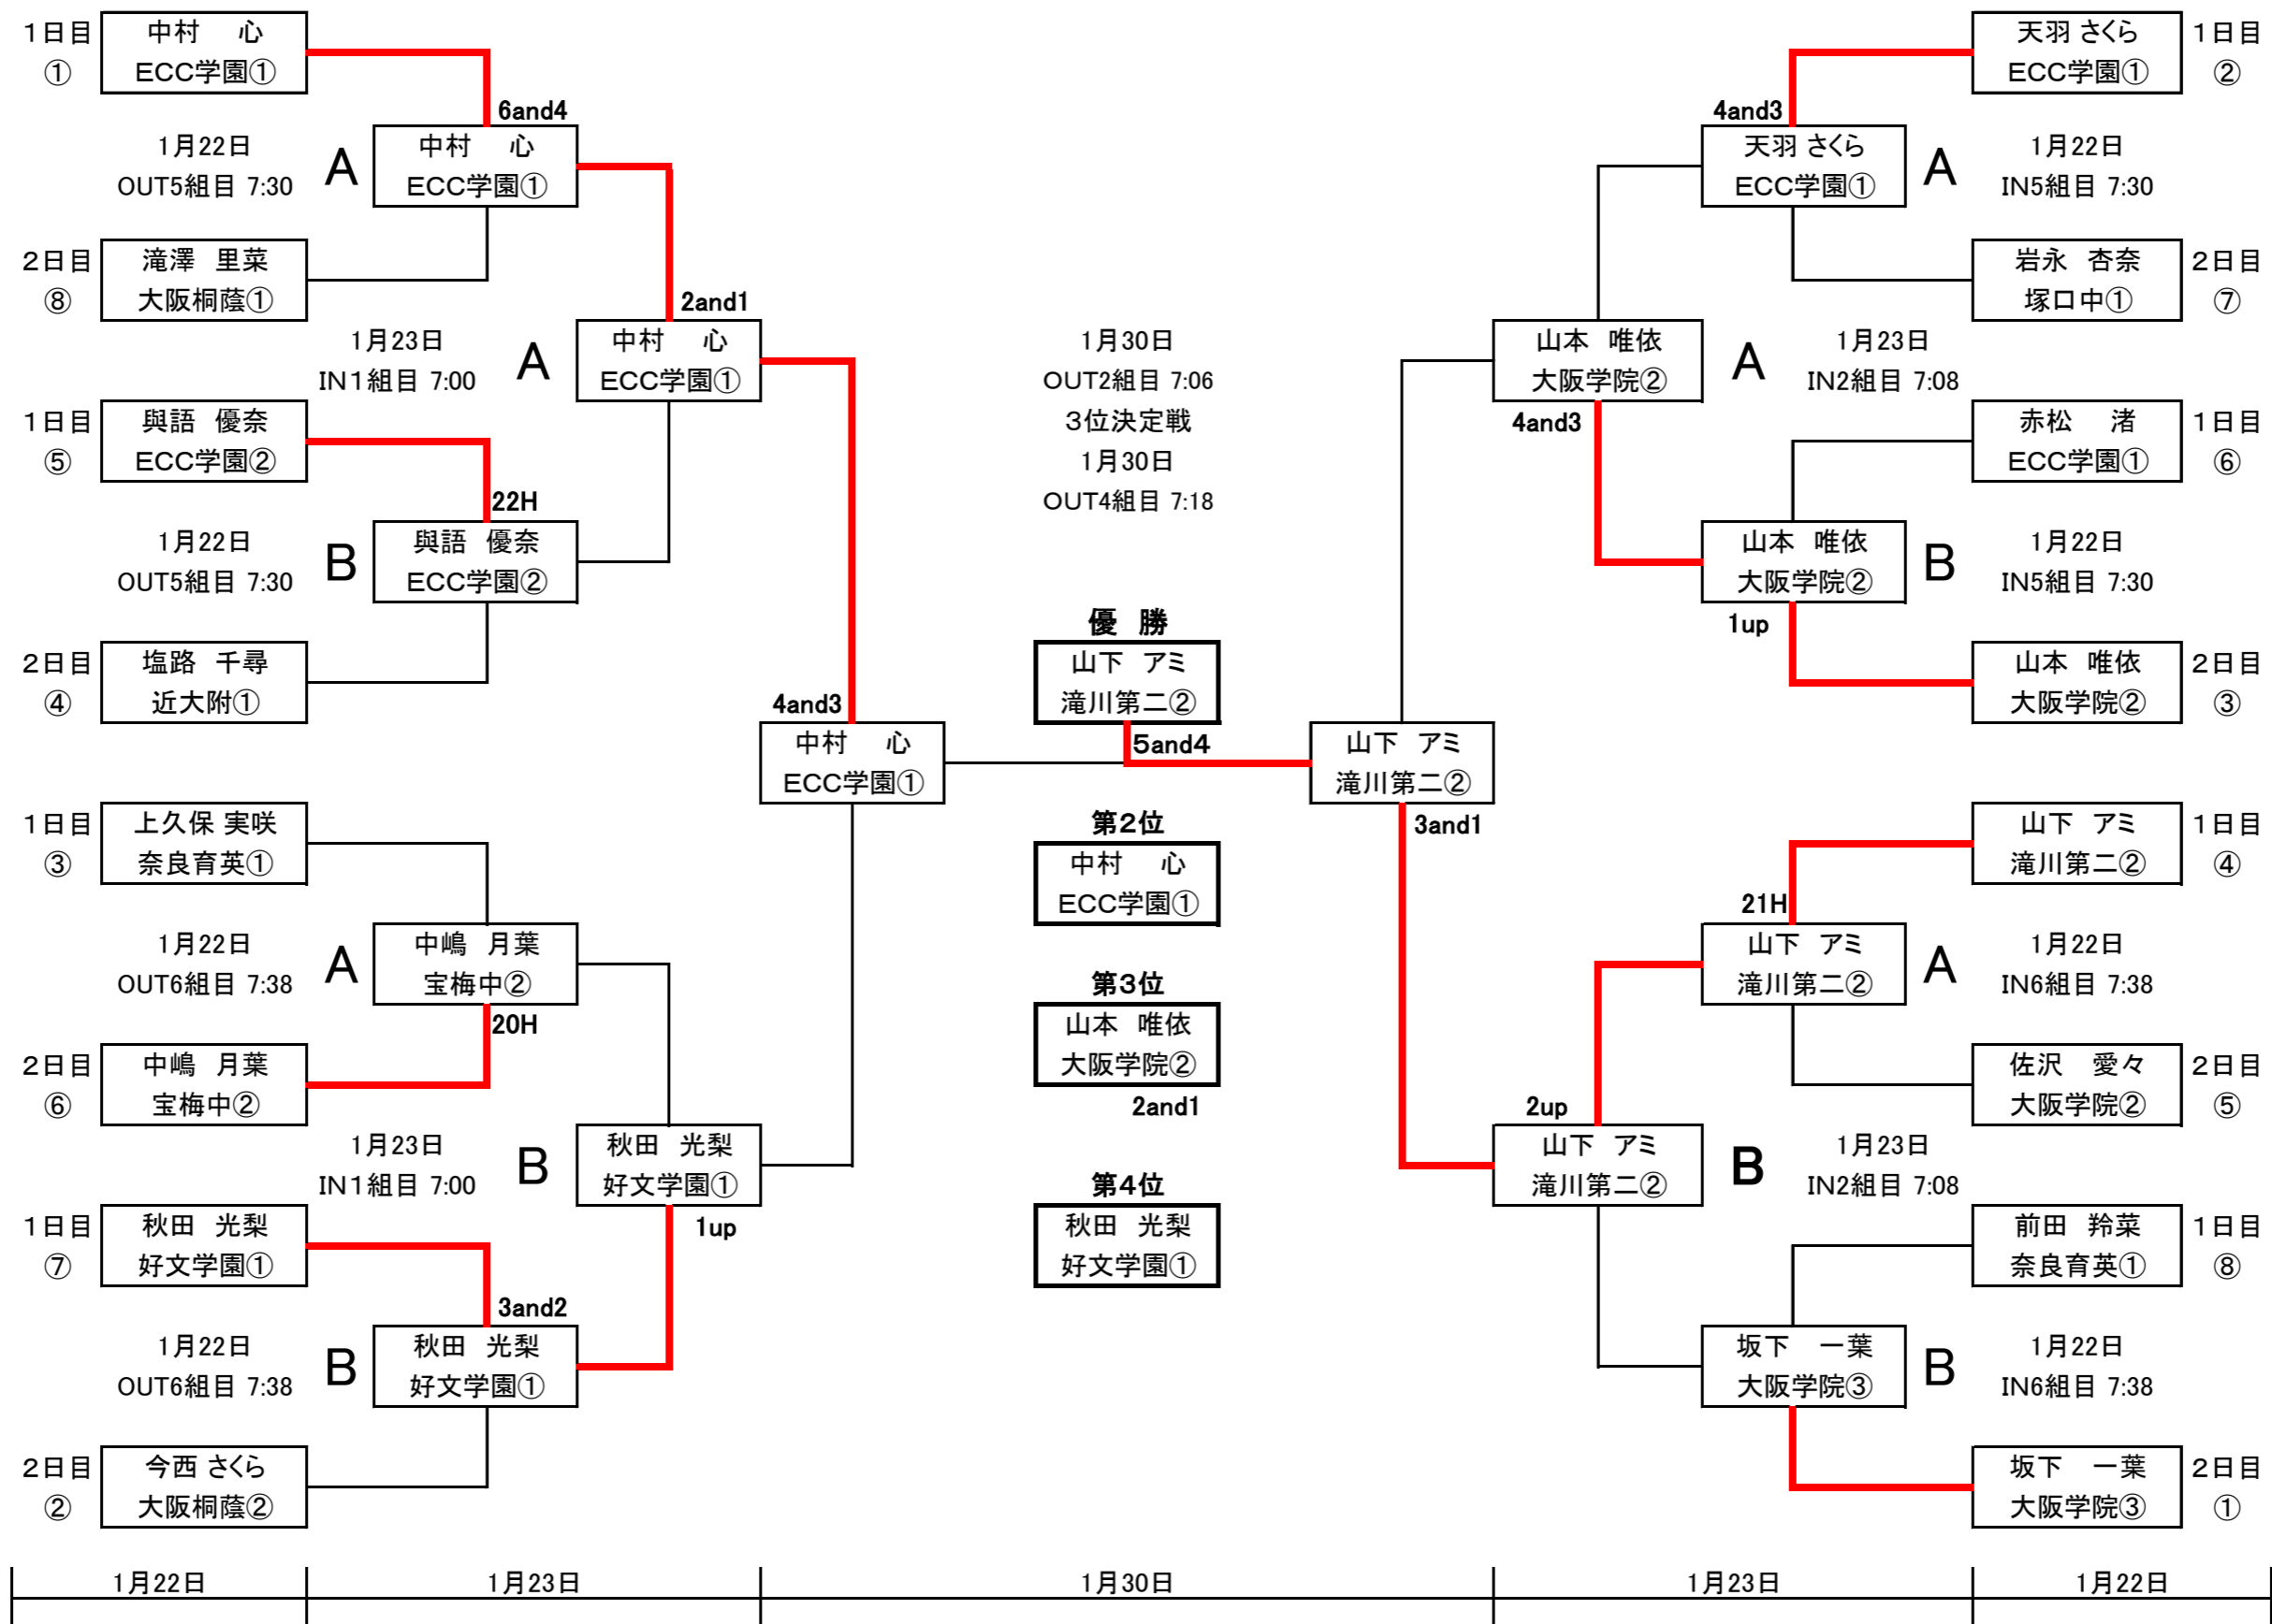 1日目
①
中村　心
ECC学園①
6and4
1月22日
OUT5組目 7:30
A
中村　心
ECC学園①
2日目
⑧
滝澤　里菜
大阪桐蔭①
2and1
1月23日
IN1組目 7:00
A
中村　心
ECC学園①
1日目
⑤
與語　優奈
ECC学園②
22H
1月22日
OUT5組目 7:30
B
與語　優奈
ECC学園②
2日目
④
塩路　千尋
近大附①
4and3
中村　心
ECC学園①
1日目
③
上久保 実咲
奈良育英①
1月22日
OUT6組目 7:38
A
中嶋　月葉
宝梅中②
20H
2日目
⑥
中嶋　月葉
宝梅中②
1月23日
IN1組目 7:00
B
秋田　光梨
好文学園①
1up
1日目
⑦
秋田　光梨
好文学園①
3and2
1月22日
OUT6組目 7:38
B
秋田　光梨
好文学園①
2日目
②
今西 さくら
大阪桐蔭②
1月30日
OUT2組目 7:06
3位決定戦
1月30日
OUT4組目 7:18
優　勝
山下　アミ
滝川第二②
5and4
第2位
中村　心
ECC学園①
第3位
山本　唯依
大阪学院②
2and1
第4位
秋田　光梨
好文学園①
天羽 さくら
ECC学園①
1日目
②
4and3
天羽 さくら
ECC学園①
A
1月22日
IN5組目 7:30
岩永　杏奈
塚口中①
2日目
⑦
山本　唯依
大阪学院②
A
1月23日
IN2組目 7:08
4and3
赤松　渚
ECC学園①
1日目
⑥
山本　唯依
大阪学院②
B
1月22日
IN5組目 7:30
1up
山本　唯依
大阪学院②
2日目
③
山下　アミ
滝川第二②
3and1
山下　アミ
滝川第二②
1日目
④
21H
山下　アミ
滝川第二②
A
1月22日
IN6組目 7:38
佐沢　愛々
大阪学院②
2日目
⑤
2up
山下　アミ
滝川第二②
B
1月23日
IN2組目 7:08
前田　羚菜
奈良育英①
1日目
⑧
坂下　一葉
大阪学院③
B
1月22日
IN6組目 7:38
坂下　一葉
大阪学院③
2日目
①
1月22日
1月23日
1月30日
1月23日
1月22日